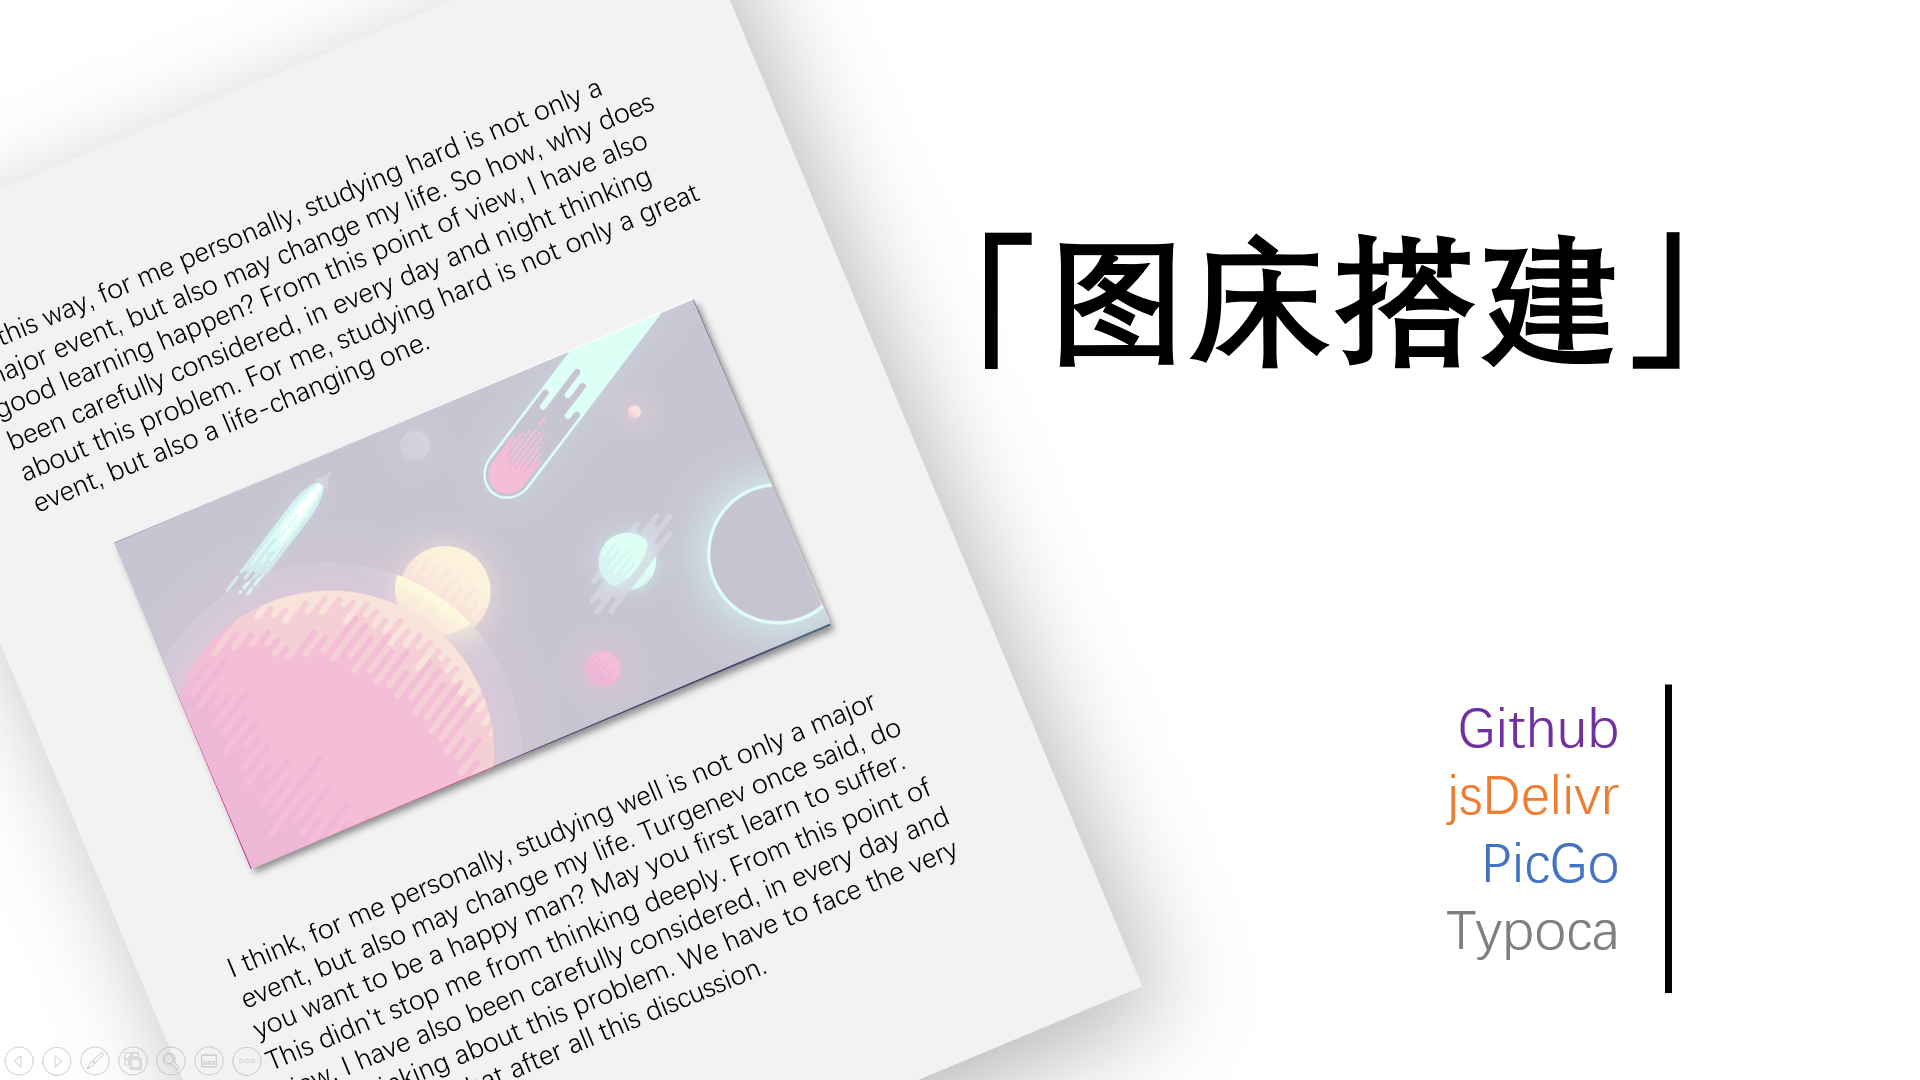 this way, for me personally, studying hard is not only a
major event, but also may change my life. So how, why does
good learning happen? From this point of view, I have also
been carefully considered, in every day and night thinking
about this problem. For me, studying hard is not only a great
event, but also a life-changing one.
I think, for me personally, studying well is not only a major
event, but also may change my life. Turgenev once said, do
you want to be a happy man? May you first learn to suffer.
This didn't stop me from thinking deeply. From this point of
view, I have also been carefully considered, in every day and
about this problem. We have to face the very
after all this discussion.
「图床搭建」
Github
jsDelivr
PicGo
Typoca